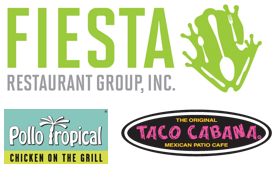 FIESTA
RESTAURANT GROUP, INC.
Pollo Tropical®
CHICKEN ON THE GRILL
THE ORIGINAL
TACO CABANA®
MEXICAN PATIO CAFE